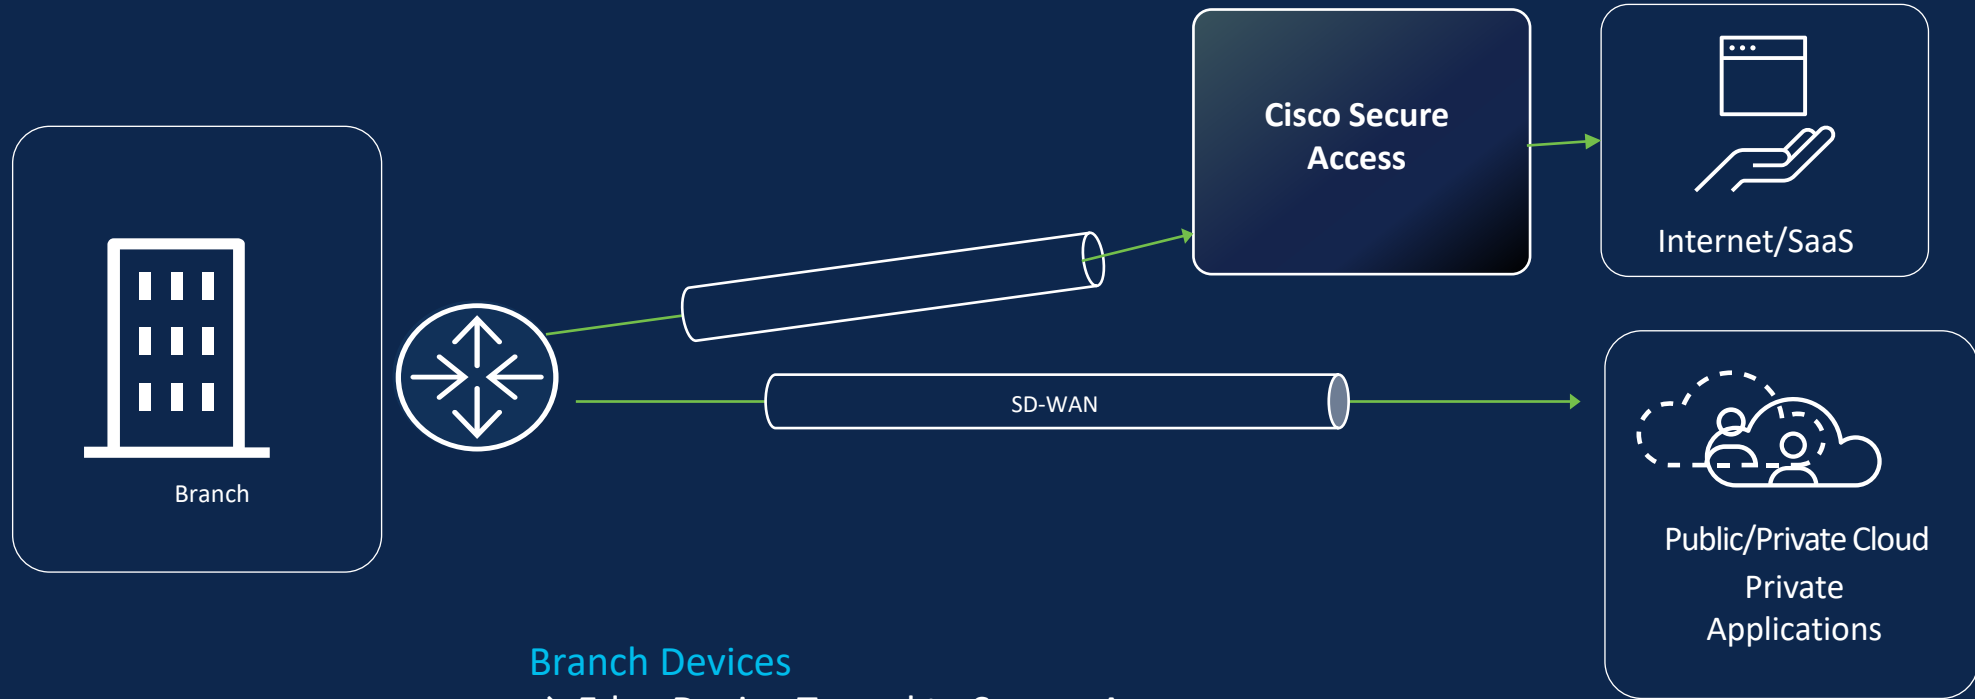 Cisco Secure
Access
Internet/SaaS
Branch
SD-WAN
Public/Private Cloud
Private
Applications
Branch Devices